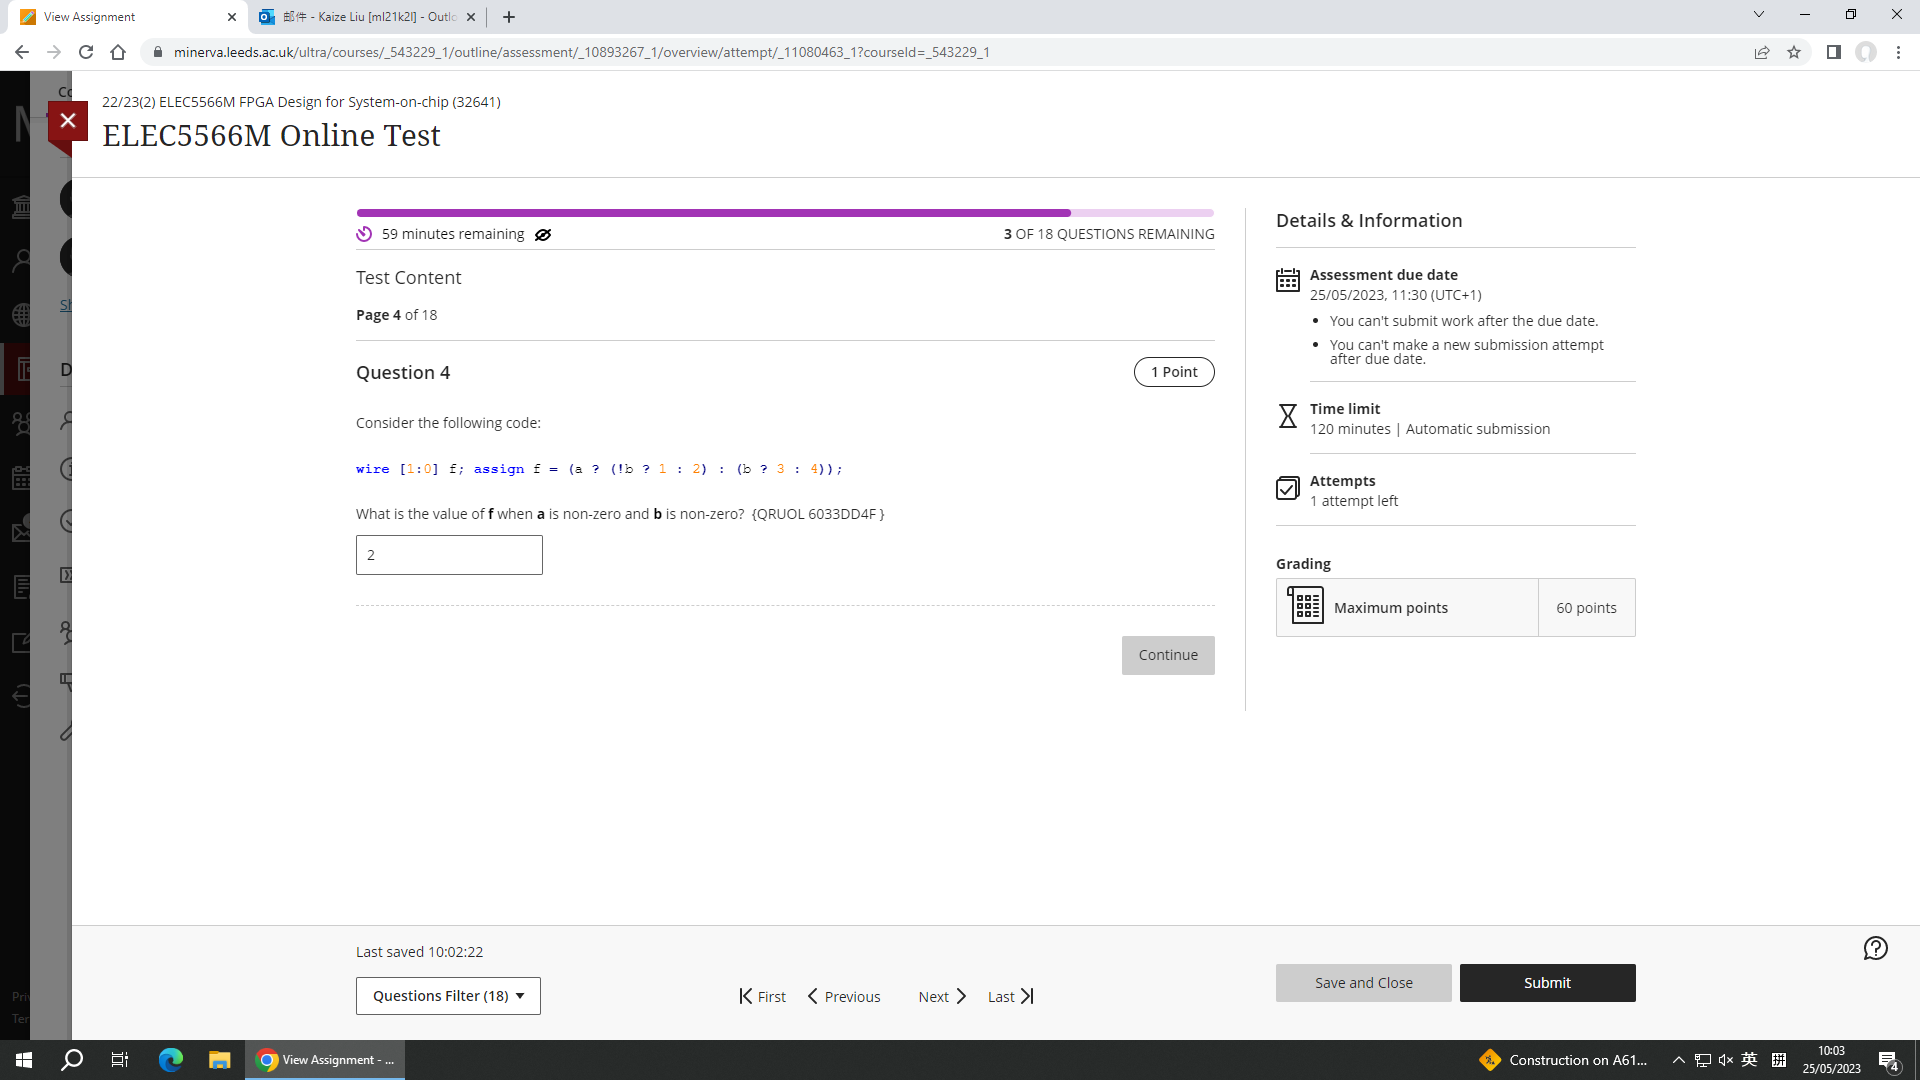 View Assignment
邮件 - Kaize Liu [ml21k2l] - Outlo
minerva.leeds.ac.uk/ultra/courses/_543229_1/outline/assessment/_10893267_1/overview/attempt/_11080463_1?courseId=_543229_1
22/23(2) ELEC5566M FPGA Design for System-on-chip (32641)
ELEC5566M Online Test
59 minutes remaining
3 OF 18 QUESTIONS REMAINING
Test Content
Page 4 of 18
Question 4
1 Point
Consider the following code:
wire [1:0] f; assign f = (a ? (!b ? 1 : 2) : (b ? 3 : 4));
What is the value of f when a is non-zero and b is non-zero?  {QRUOL 6033DD4F }
2
Continue
Details & Information
Assessment due date
25/05/2023, 11:30 (UTC+1)
• You can't submit work after the due date.
• You can't make a new submission attempt
after due date.
Time limit
120 minutes | Automatic submission
Attempts
1 attempt left
Grading
Maximum points
60 points
Last saved 10:02:22
Questions Filter (18)
First
Previous
Next
Last
Save and Close
Submit
View Assignment - ...
Construction on A61...
英
拼
10:03
25/05/2023
4